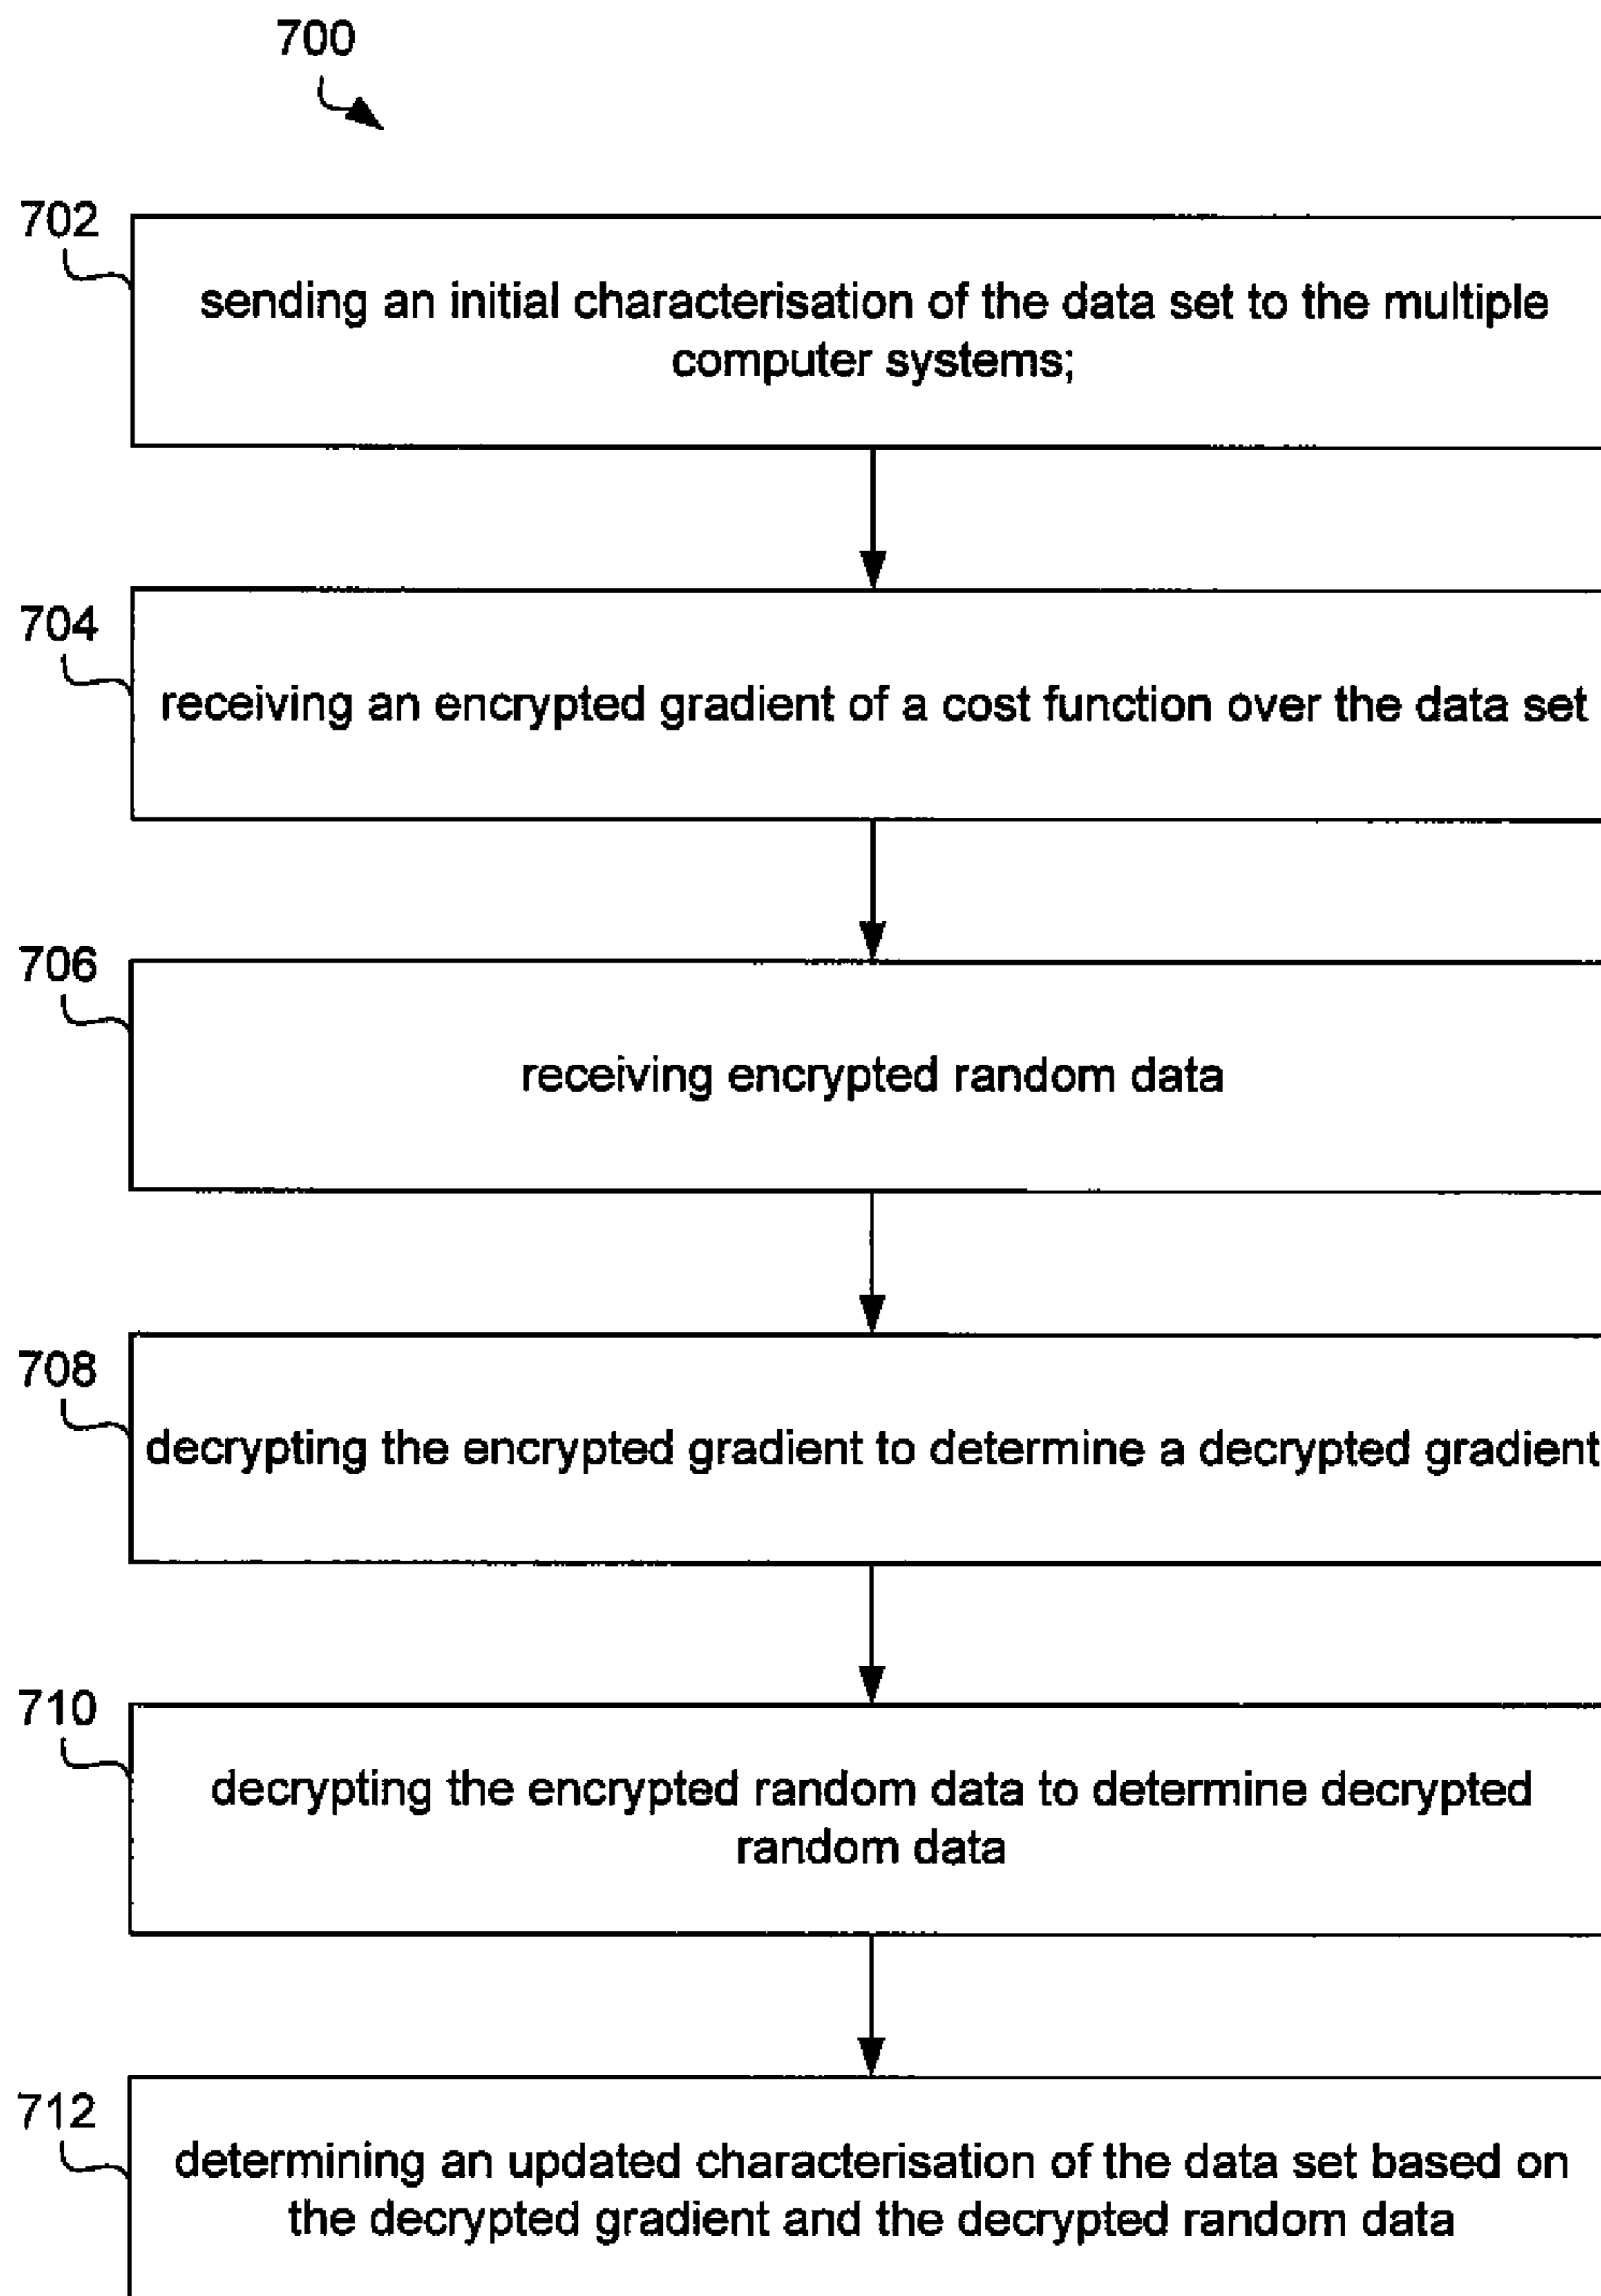 700
702
sending an initial characterisation of the data set to the multiple
computer systems;
704
receiving an encrypted gradient of a cost function over the data set
706
receiving encrypted random data
708
decrypting the encrypted gradient to determine a decrypted gradient
710
decrypting the encrypted random data to determine decrypted
random data
712
determining an updated characterisation of the data set based on
the decrypted gradient and the decrypted random data